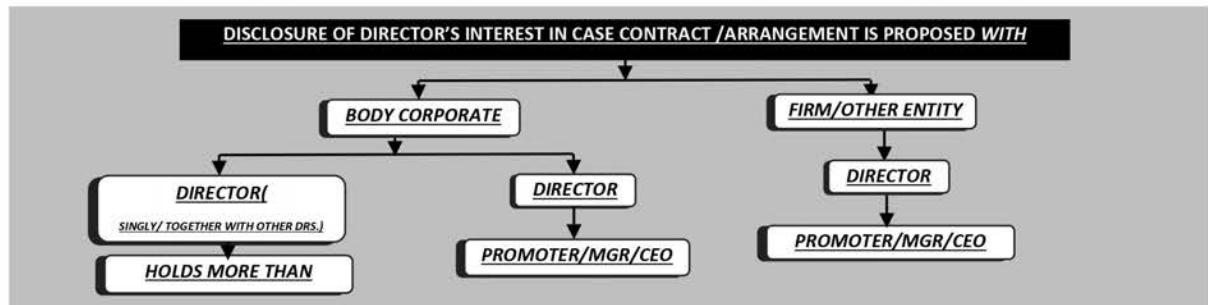 DISCLOSURE OF DIRECTOR'S INTEREST IN CASE CONTRACT /ARRANGEMENT IS PROPOSED WITH
BODY CORPORATE
FIRM/OTHER ENTITY
DIRECTOR(
SINGLY/ TOGETHER WITH OTHER DRS.)
HOLDS MORE THAN
DIRECTOR
PROMOTER/MGR/CEO
DIRECTOR
PROMOTER/MGR/CEO